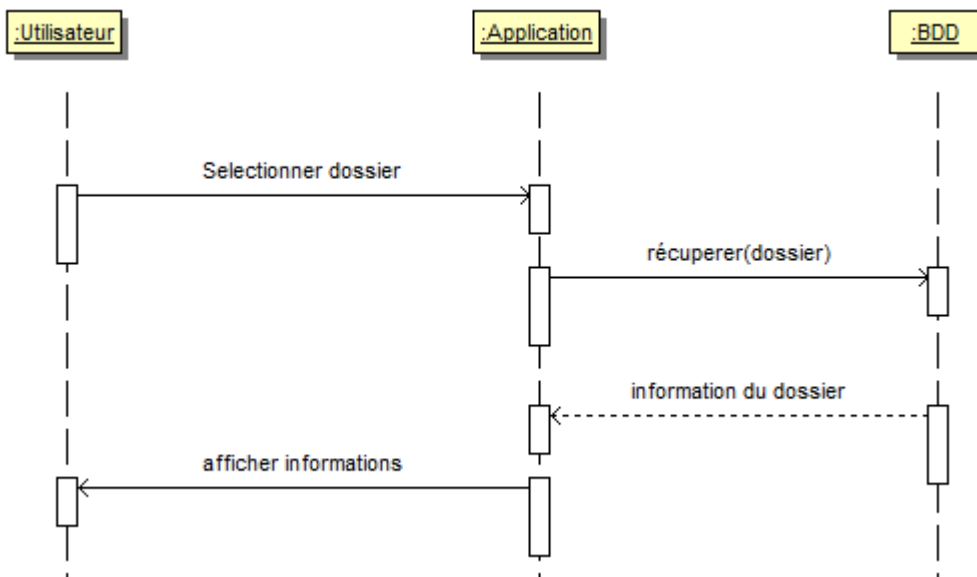 :Utilisateur
:Application
:BDD
Selectionner dossier
récuperer(dossier)
information du dossier
afficher informations